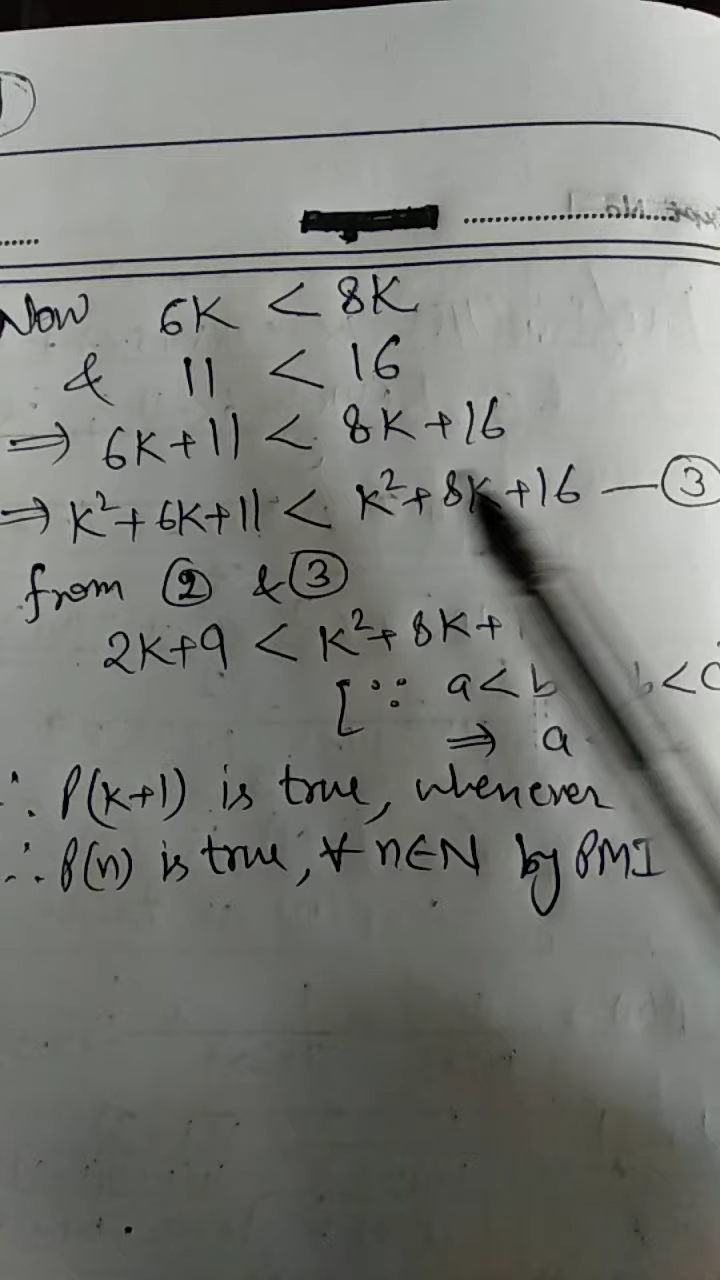 Now 6K < 8K
& 11 < 16
⇒ 6K+11 < 8K+16
⇒ K²+6K+11 < K²+8K+16 — ③
from ② & ③
2K+9 < K²+8K+
[∵ a<b b<c
⇒ a
∴ P(K+1) is true, whenever
∴ P(n) is true, ∀ n∈N by PMI